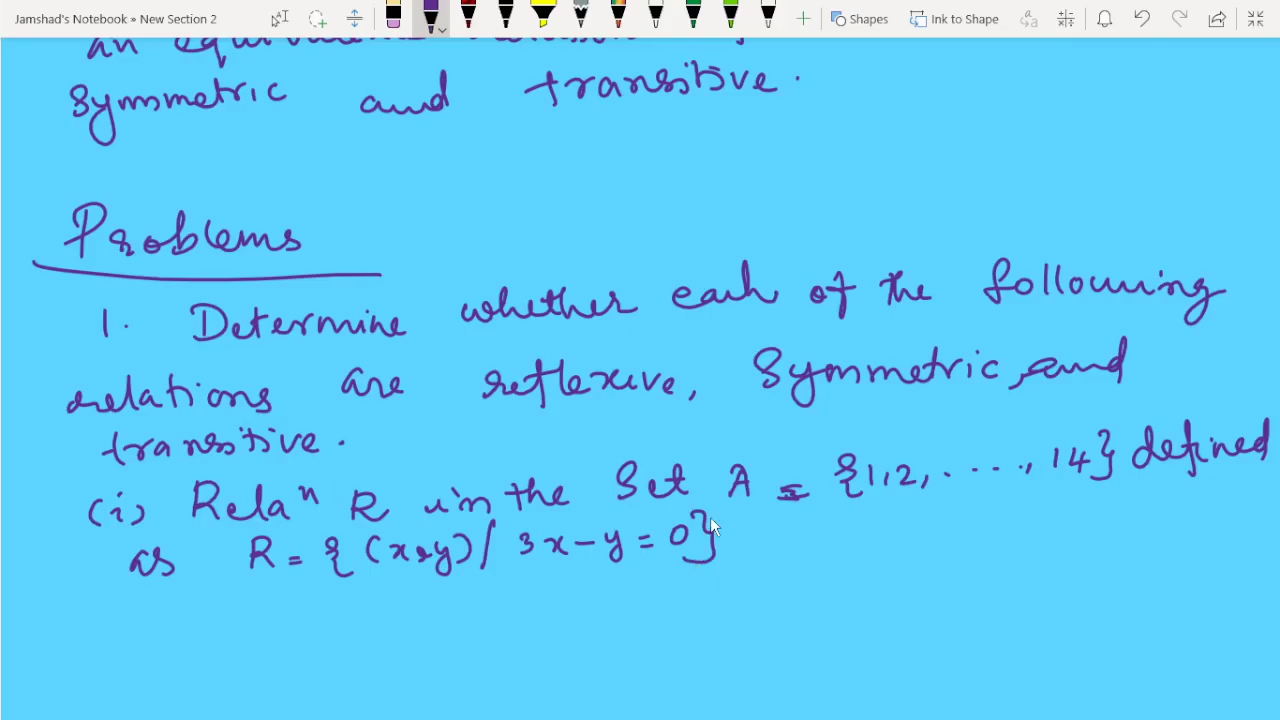 Jamshad's Notebook » New Section 2
Shapes
Ink to Shape
an
symmetric and transitive.
Problems
1. Determine whether each of the following
relations are reflexive, symmetric, and
transitive.
(i) Relaⁿ R in the Set A = {1,2, ....., 14} defined
as R = {(x,y)/ 3x-y=0}